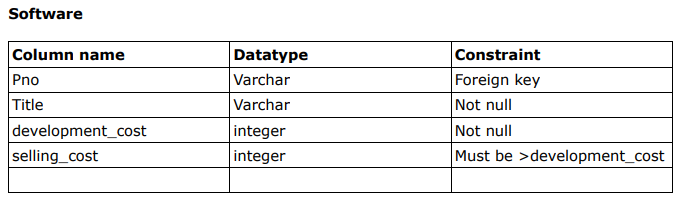 Software
Column name Datatype Constraint
Pno Varchar Foreign key
Title Varchar Not null
development_cost integer Not null
selling_cost integer Must be >development_cost